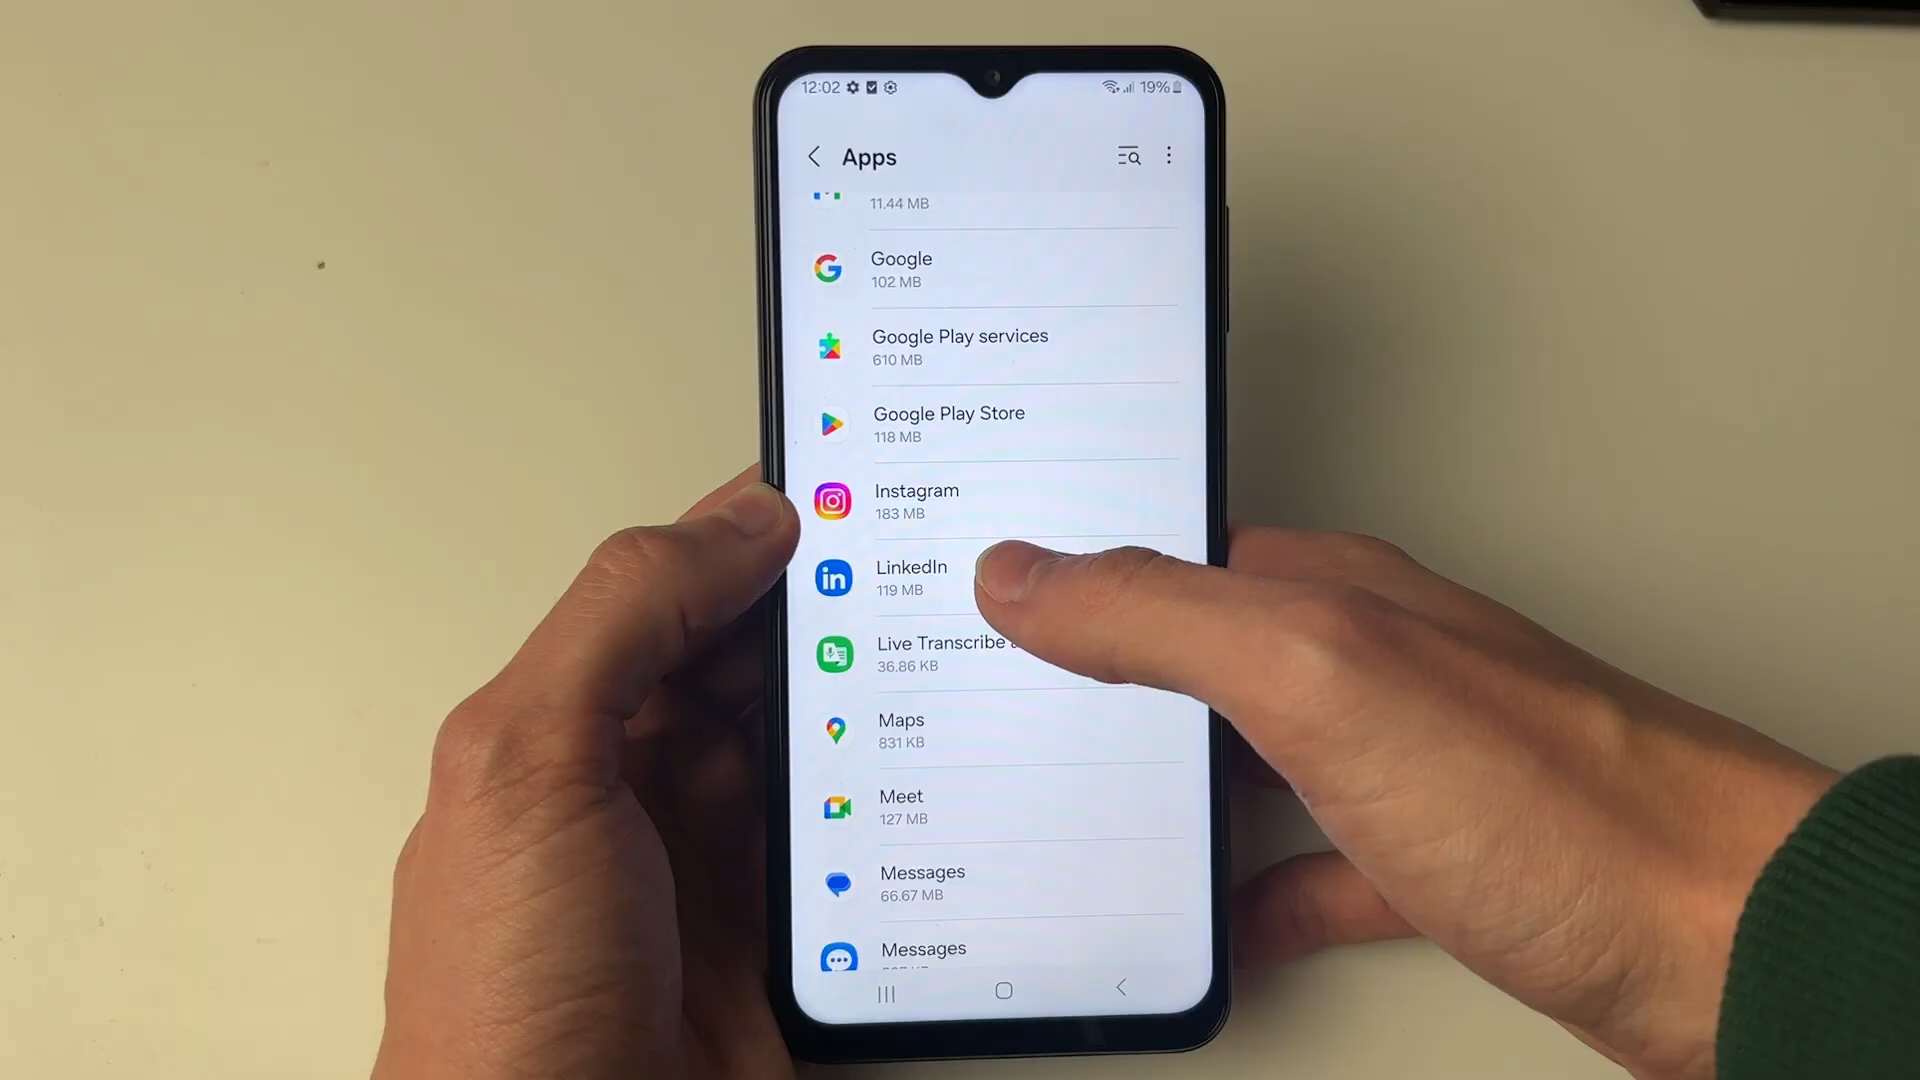 12:02 19%
Apps
11.44 MB
Google
102 MB
Google Play services
610 MB
Google Play Store
118 MB
Instagram
183 MB
in LinkedIn
119 MB
Live Transcribe
36.86 KB
Maps
831 KB
Meet
127 MB
Messages
66.67 MB
Messages